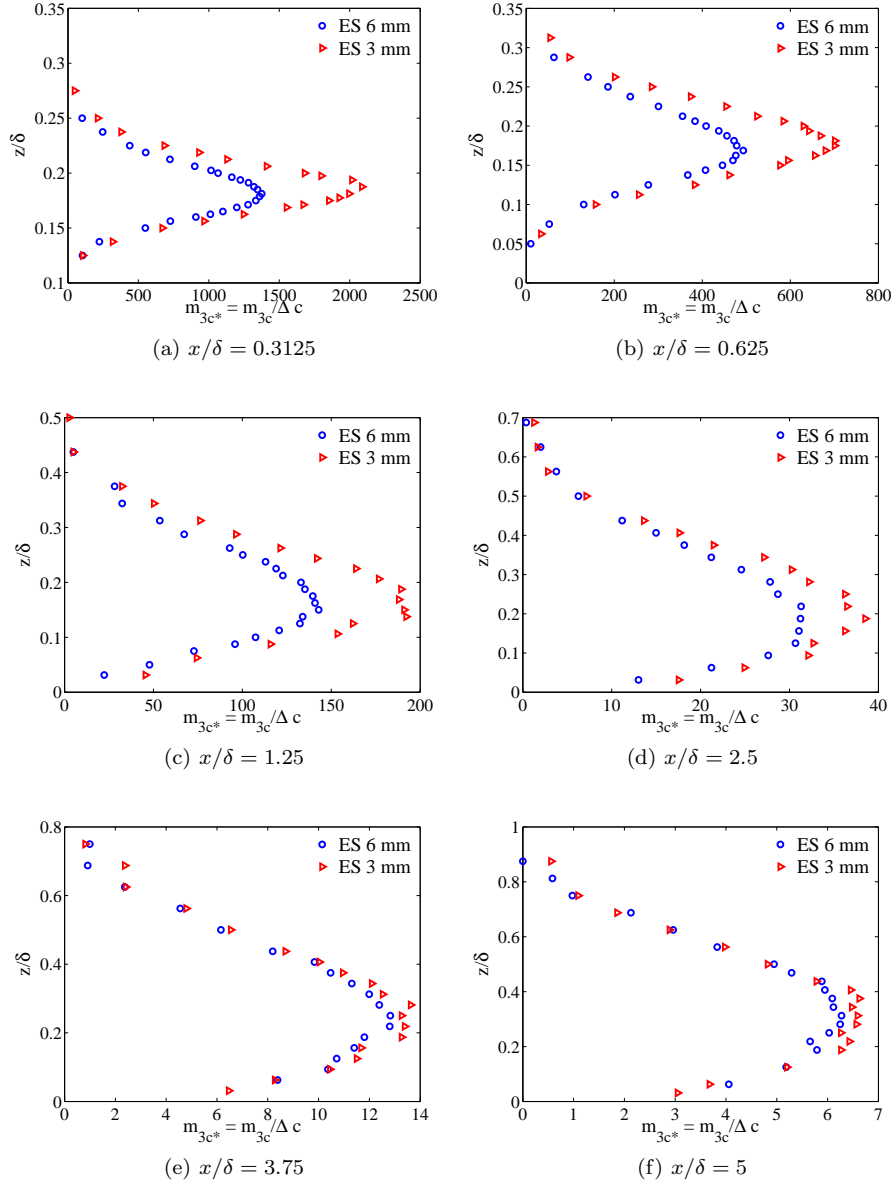 0.35
ES 6 mm
ES 3 mm
0.3
0.25
z/δ
0.2
0.15
0.1
0 500 1000 1500 2000 2500
m3c* = m3c/Δ c
(a) x/δ = 0.3125
0.35
ES 6 mm
ES 3 mm
0.3
0.25
0.2
z/δ
0.15
0.1
0.05
0
0 200 400 600 800
m3c* = m3c/Δ c
(b) x/δ = 0.625
0.5
ES 6 mm
ES 3 mm
0.4
0.3
z/δ
0.2
0.1
0
0 50 100 150 200
m3c* = m3c/Δ c
(c) x/δ = 1.25
0.7
ES 6 mm
ES 3 mm
0.6
0.5
0.4
z/δ
0.3
0.2
0.1
0
0 10 20 30 40
m3c* = m3c/Δ c
(d) x/δ = 2.5
0.8
ES 6 mm
ES 3 mm
0.6
z/δ
0.4
0.2
0
0 2 4 6 8 10 12 14
m3c* = m3c/Δ c
(e) x/δ = 3.75
1
ES 6 mm
ES 3 mm
0.8
0.6
z/δ
0.4
0.2
0
0 1 2 3 4 5 6 7
m3c* = m3c/Δ c
(f) x/δ = 5